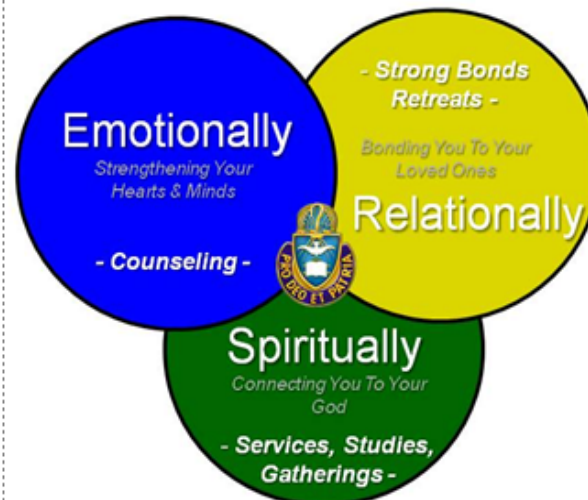 Emotionally
Strengthening Your
Hearts & Minds
- Counseling -
- Strong Bonds
Retreats -
Bonding You To Your
Loved Ones
Relationally
PRO DEO ET PATRIA
Spiritually
Connecting You To Your
God
- Services, Studies,
Gatherings -